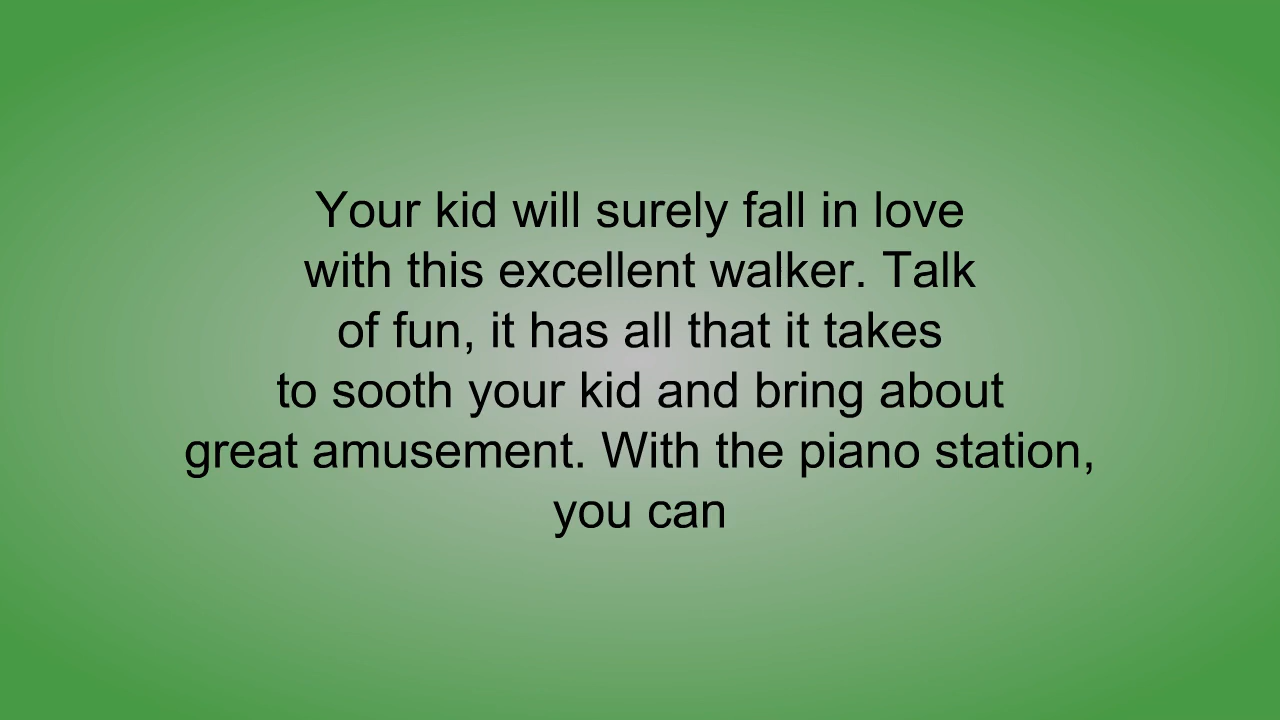 Your kid will surely fall in love
with this excellent walker. Talk
of fun, it has all that it takes
to sooth your kid and bring about
great amusement. With the piano station,
you can